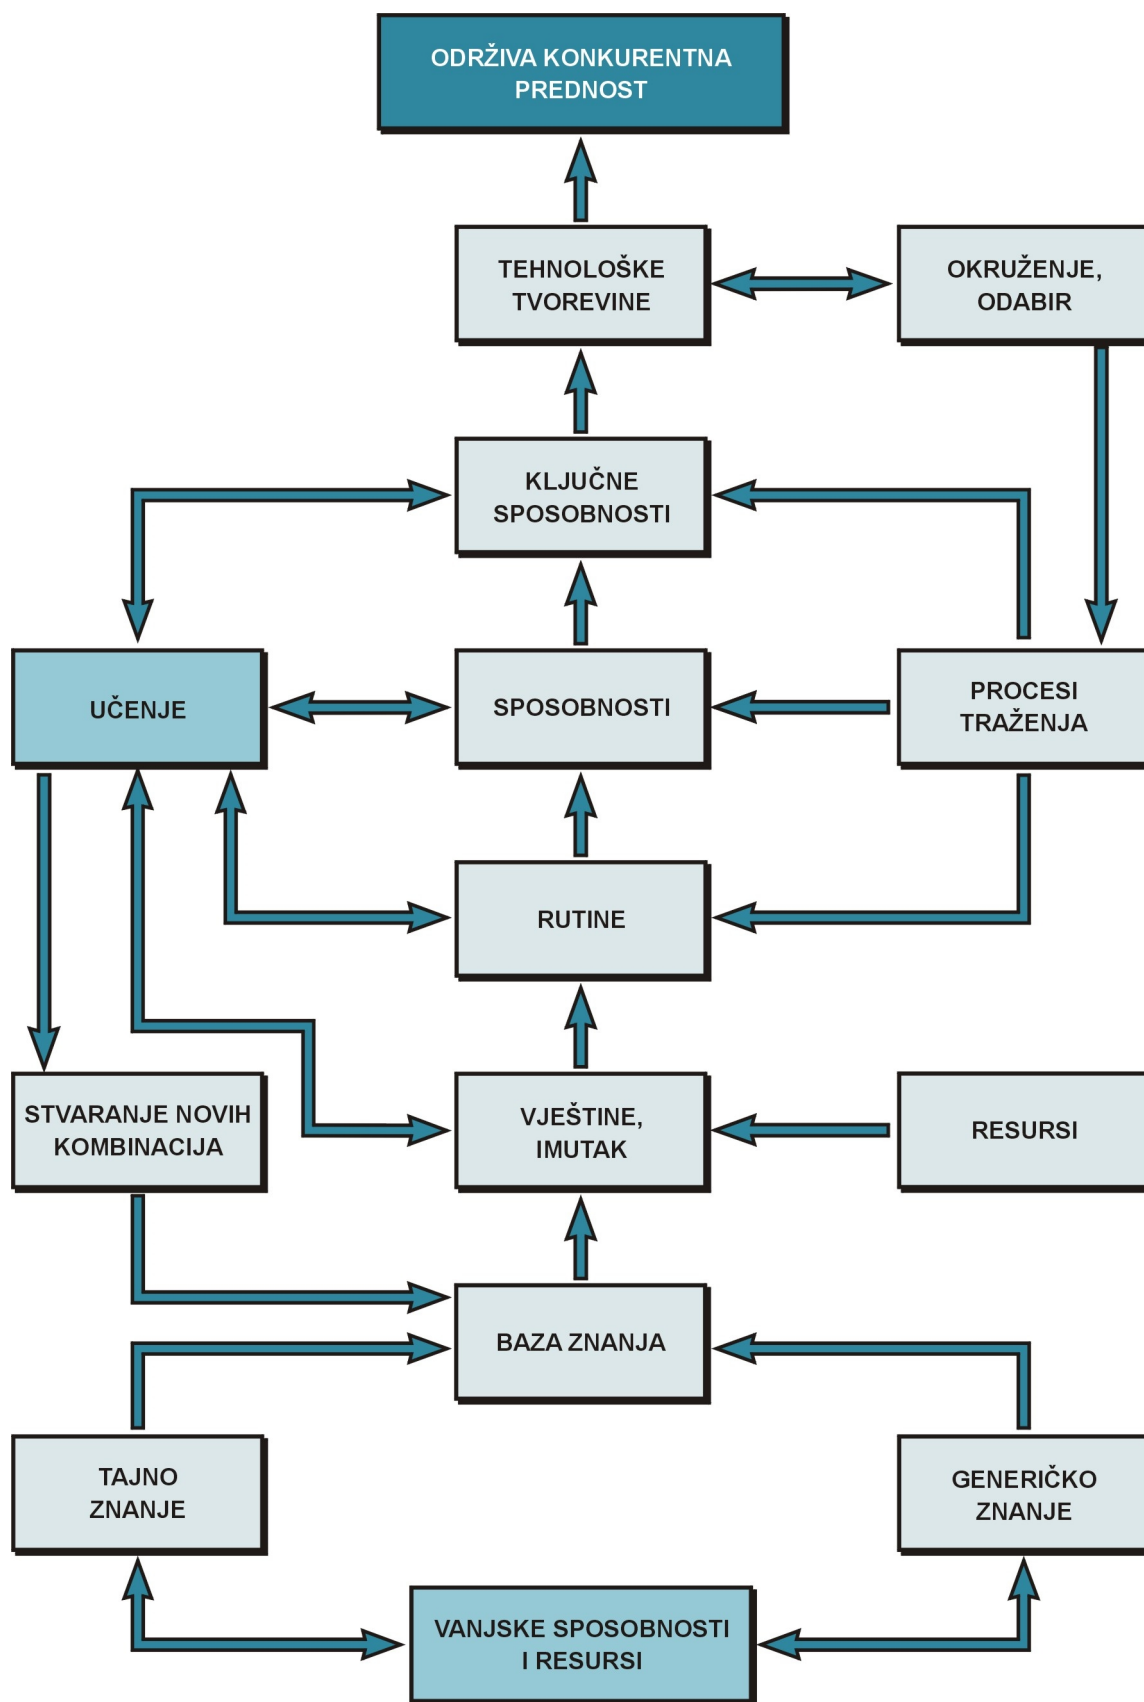 ODRŽIVA KONKURENTNA
PREDNOST
TEHNOLOŠKE
TVOREVINE
OKRUŽENJE,
ODABIR
KLJUČNE
SPOSOBNOSTI
UČENJE
SPOSOBNOSTI
PROCESI
TRAŽENJA
RUTINE
STVARANJE NOVIH
KOMBINACIJA
VJEŠTINE,
IMUTAK
RESURSI
BAZA ZNANJA
TAJNO
ZNANJE
GENERIČKO
ZNANJE
VANJSKE SPOSOBNOSTI
I RESURSI